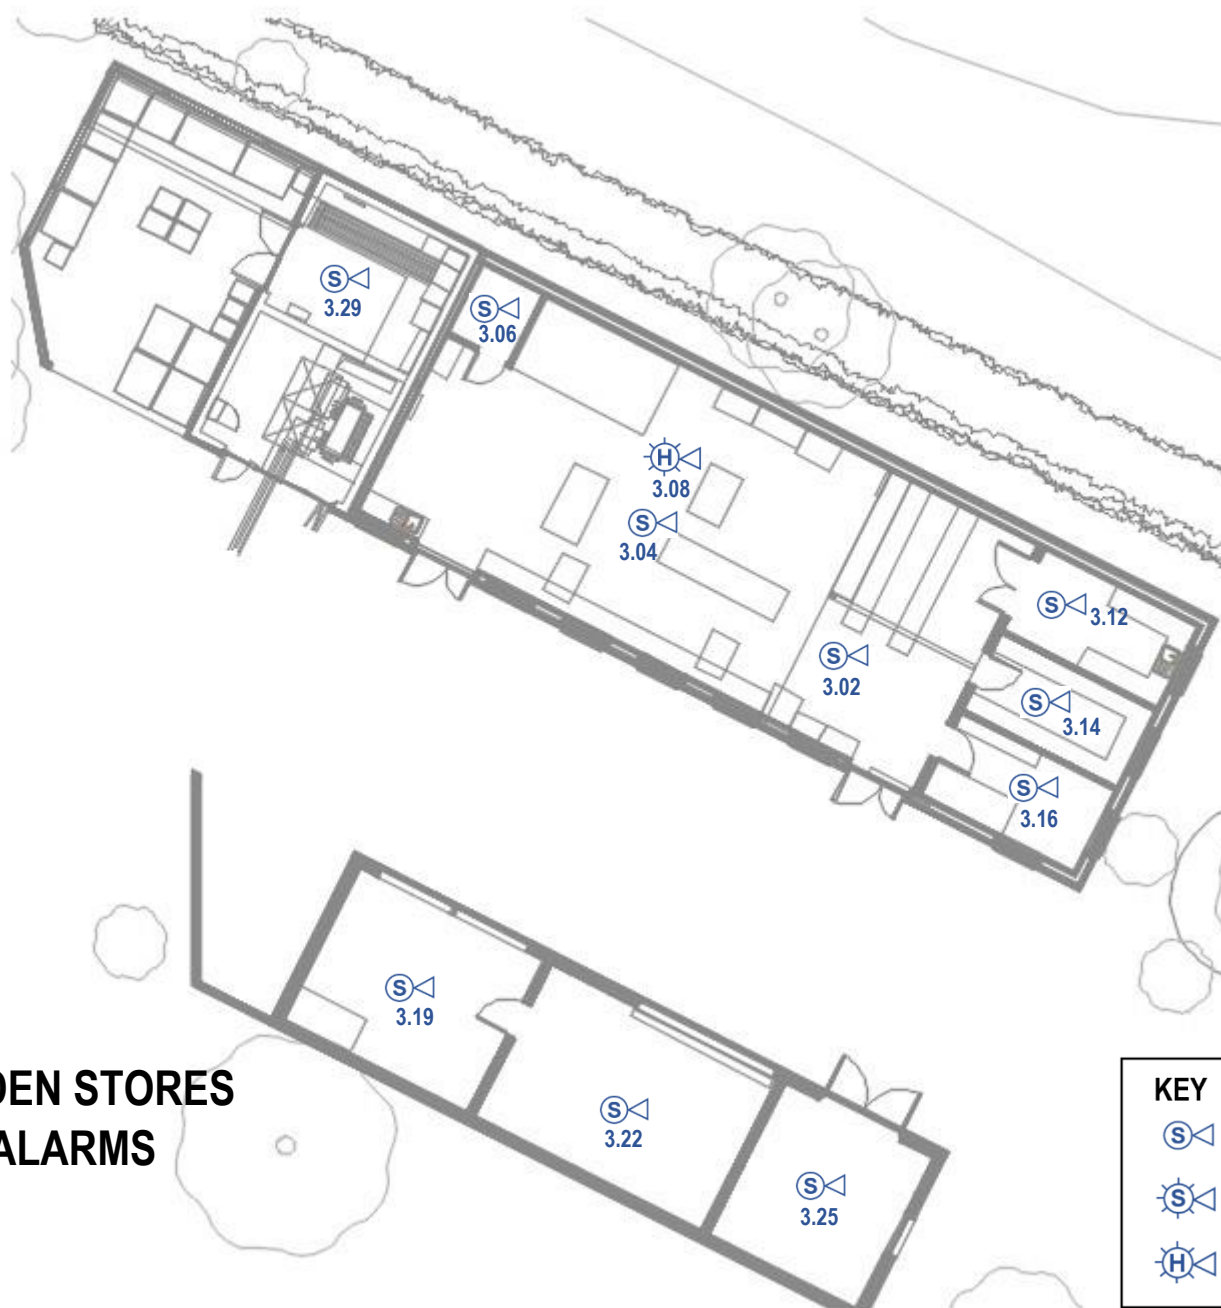 S
3.29
S
3.06
H
3.08
S
3.04
S
3.12
S
3.02
S
3.14
S
3.16
S
3.19
S
3.22
S
3.25
DEN STORES
ALARMS
KEY
S
S
H